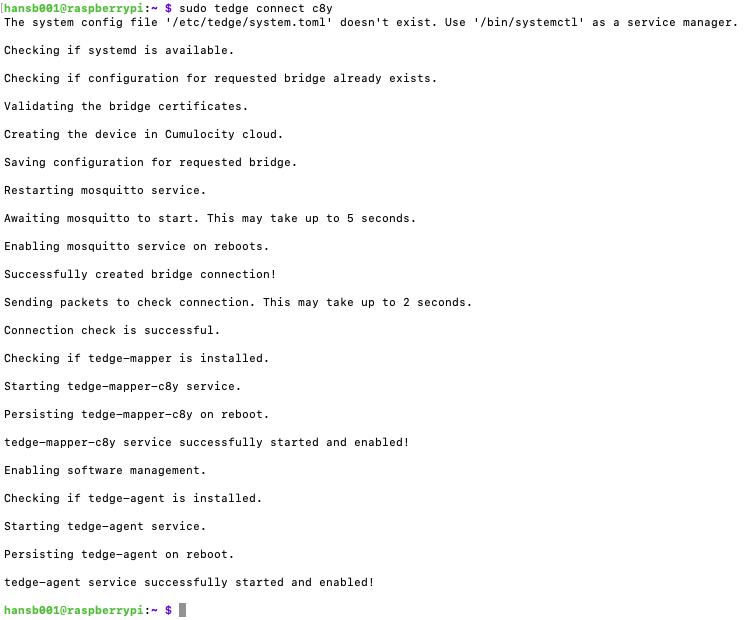 [hansb001@raspberrypi:~ $ sudo tedge connect c8y
The system config file '/etc/tedge/system.toml' doesn't exist. Use '/bin/systemctl' as a service manager.
Checking if systemd is available.
Checking if configuration for requested bridge already exists.
Validating the bridge certificates.
Creating the device in Cumulocity cloud.
Saving configuration for requested bridge.
Restarting mosquitto service.
Awaiting mosquitto to start. This may take up to 5 seconds.
Enabling mosquitto service on reboots.
Successfully created bridge connection!
Sending packets to check connection. This may take up to 2 seconds.
Connection check is successful.
Checking if tedge-mapper is installed.
Starting tedge-mapper-c8y service.
Persisting tedge-mapper-c8y on reboot.
tedge-mapper-c8y service successfully started and enabled!
Enabling software management.
Checking if tedge-agent is installed.
Starting tedge-agent service.
Persisting tedge-agent on reboot.
tedge-agent service successfully started and enabled!
hansb001@raspberrypi:~ $